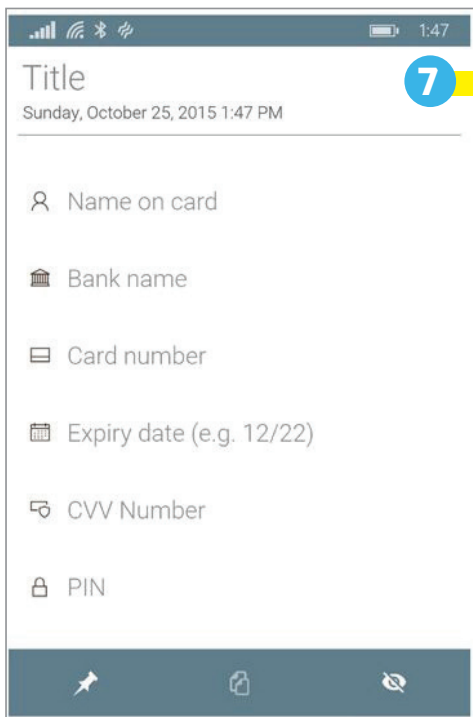 1:47
Title
7
Sunday, October 25, 2015 1:47 PM
Name on card
Bank name
Card number
Expiry date (e.g. 12/22)
CVV Number
PIN